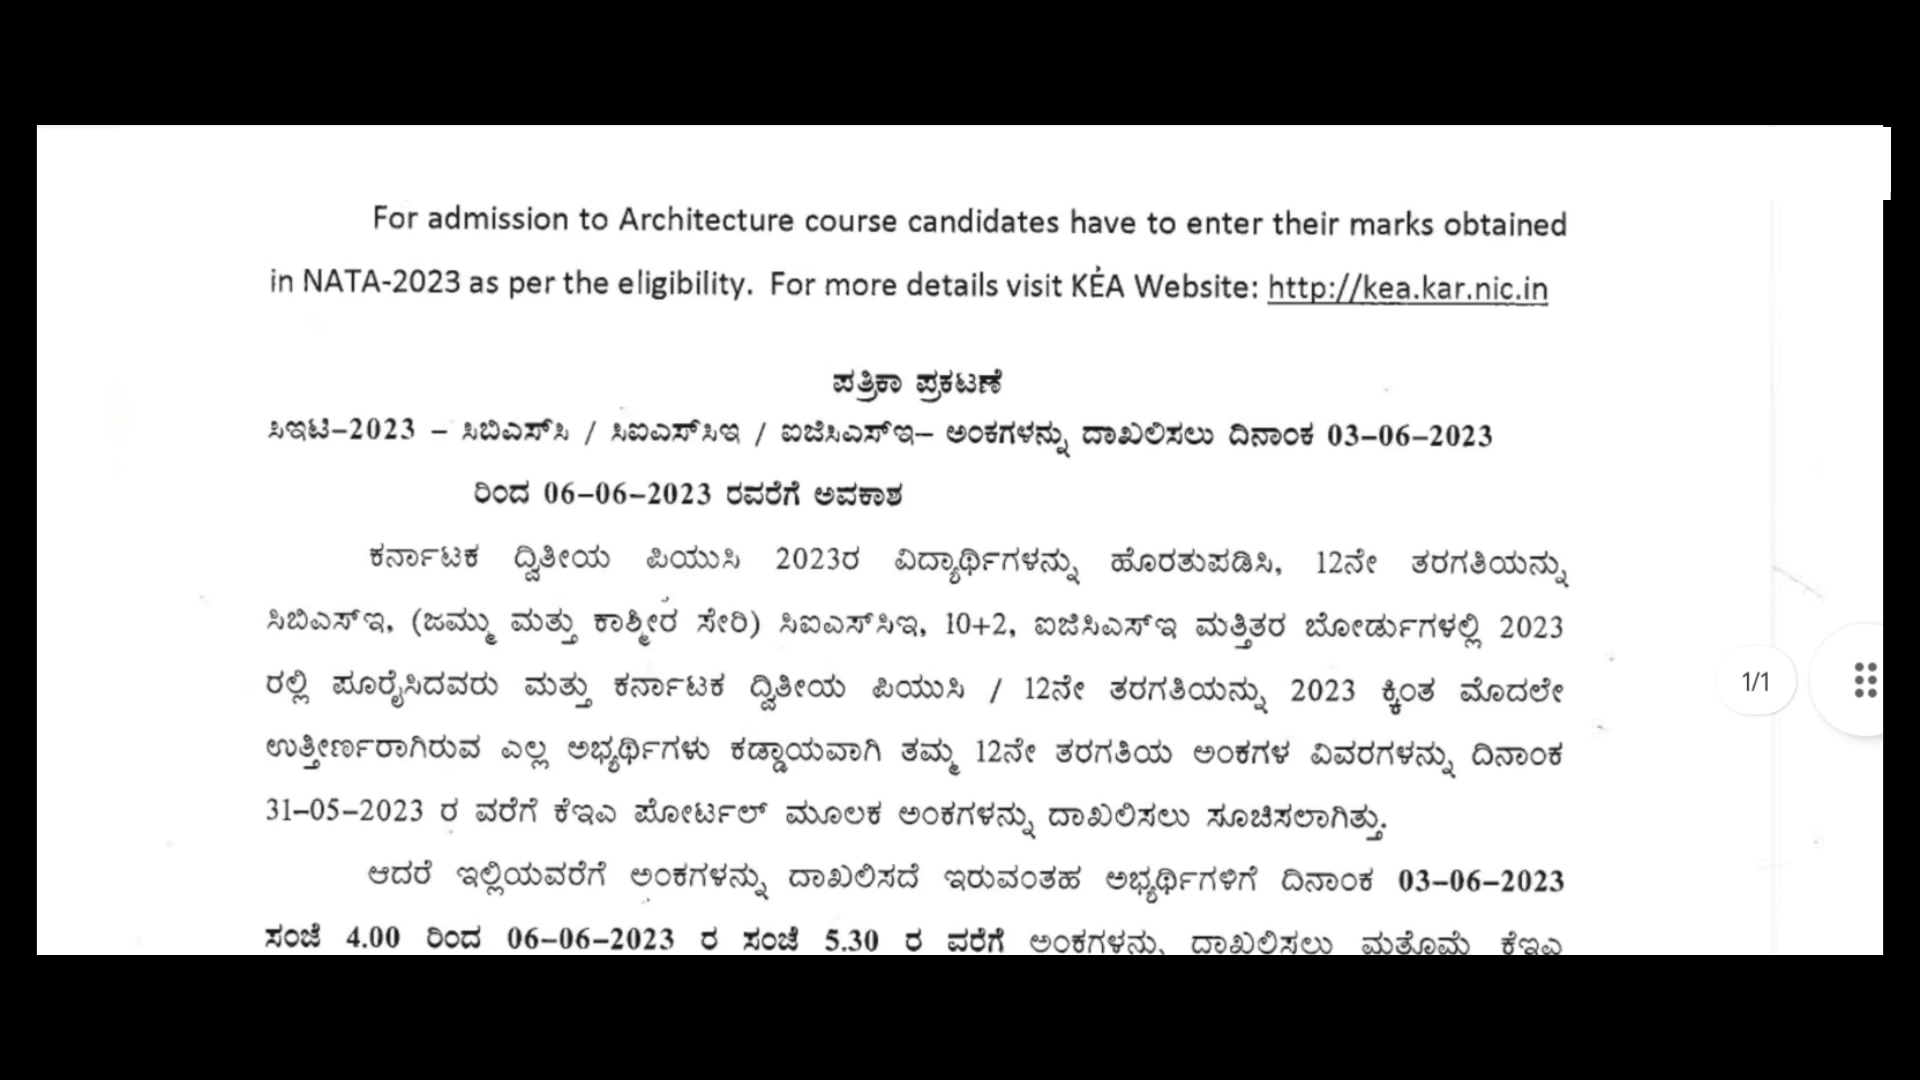 For admission to Architecture course candidates have to enter their marks obtained
in NATA-2023 as per the eligibility. For more details visit KEA Website: http://kea.kar.nic.in
ಪತ್ರಿಕಾ ಪ್ರಕಟಣೆ
ಸಿಇಟಿ–2023 – ಸಿಬಿಎಸ್‌ಸಿ / ಸಿಐಎಸ್‌ಸಿಇ / ಐಜಿಸಿಎಸ್‌ಇ– ಅಂಕಗಳನ್ನು ದಾಖಲಿಸಲು ದಿನಾಂಕ 03–06–2023
ರಿಂದ 06–06–2023 ರವರೆಗೆ ಅವಕಾಶ
ಕರ್ನಾಟಕ ದ್ವಿತೀಯ ಪಿಯುಸಿ 2023ರ ವಿದ್ಯಾರ್ಥಿಗಳನ್ನು ಹೊರತುಪಡಿಸಿ, 12ನೇ ತರಗತಿಯನ್ನು
ಸಿಬಿಎಸ್‌ಇ, (ಜಮ್ಮು ಮತ್ತು ಕಾಶ್ಮೀರ ಸೇರಿ) ಸಿಐಎಸ್‌ಸಿಇ, 10+2, ಐಜಿಸಿಎಸ್‌ಇ ಮತ್ತಿತರ ಬೋರ್ಡುಗಳಲ್ಲಿ 2023
ರಲ್ಲಿ ಪೂರೈಸಿದವರು ಮತ್ತು ಕರ್ನಾಟಕ ದ್ವಿತೀಯ ಪಿಯುಸಿ / 12ನೇ ತರಗತಿಯನ್ನು 2023 ಕ್ಕಿಂತ ಮೊದಲೇ
ಉತ್ತೀರ್ಣರಾಗಿರುವ ಎಲ್ಲ ಅಭ್ಯರ್ಥಿಗಳು ಕಡ್ಡಾಯವಾಗಿ ತಮ್ಮ 12ನೇ ತರಗತಿಯ ಅಂಕಗಳ ವಿವರಗಳನ್ನು ದಿನಾಂಕ
31–05–2023 ರ ವರೆಗೆ ಕೆಇಎ ಪೋರ್ಟಲ್ ಮೂಲಕ ಅಂಕಗಳನ್ನು ದಾಖಲಿಸಲು ಸೂಚಿಸಲಾಗಿತ್ತು.
ಆದರೆ ಇಲ್ಲಿಯವರೆಗೆ ಅಂಕಗಳನ್ನು ದಾಖಲಿಸದೆ ಇರುವಂತಹ ಅಭ್ಯರ್ಥಿಗಳಿಗೆ ದಿನಾಂಕ 03–06–2023
ಸಂಜೆ 4.00 ರಿಂದ 06–06–2023 ರ ಸಂಜೆ 5.30 ರ ವರೆಗೆ ಅಂಕಗಳನ್ನು ದಾಖಲಿಸಲು ಮತ್ತೊಮ್ಮೆ ಕೆಇಎ
1/1